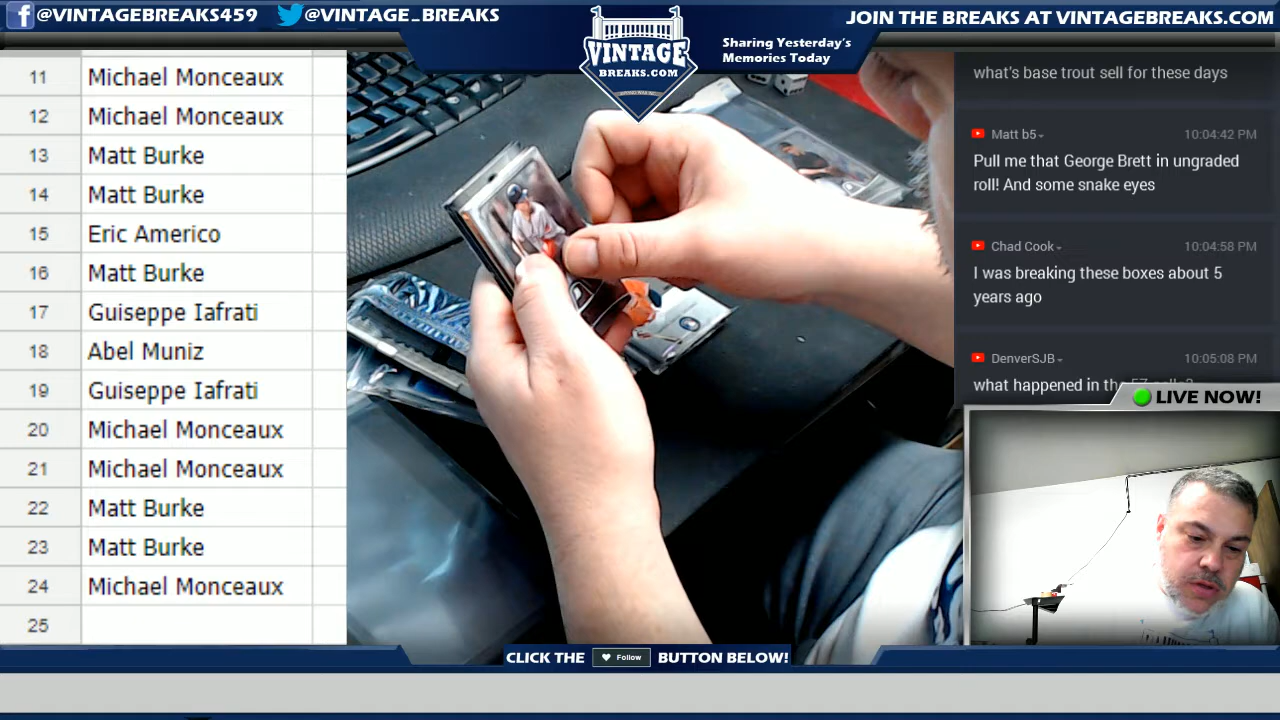 @VINTAGEBREAKS459
@VINTAGE_BREAKS
VINTAGE
BREAKS.COM
Sharing Yesterday's
Memories Today
JOIN THE BREAKS AT VINTAGEBREAKS.COM
11 Michael Monceaux
12 Michael Monceaux
13 Matt Burke
14 Matt Burke
15 Eric Americo
16 Matt Burke
17 Guiseppe Iafrati
18 Abel Muniz
19 Guiseppe Iafrati
20 Michael Monceaux
21 Michael Monceaux
22 Matt Burke
23 Matt Burke
24 Michael Monceaux
25
what's base trout sell for these days
Matt b5 10:04:42 PM
Pull me that George Brett in ungraded
roll! And some snake eyes
Chad Cook 10:04:58 PM
I was breaking these boxes about 5
years ago
DenverSJB 10:05:08 PM
what happened in the
LIVE NOW!
CLICK THE Follow BUTTON BELOW!